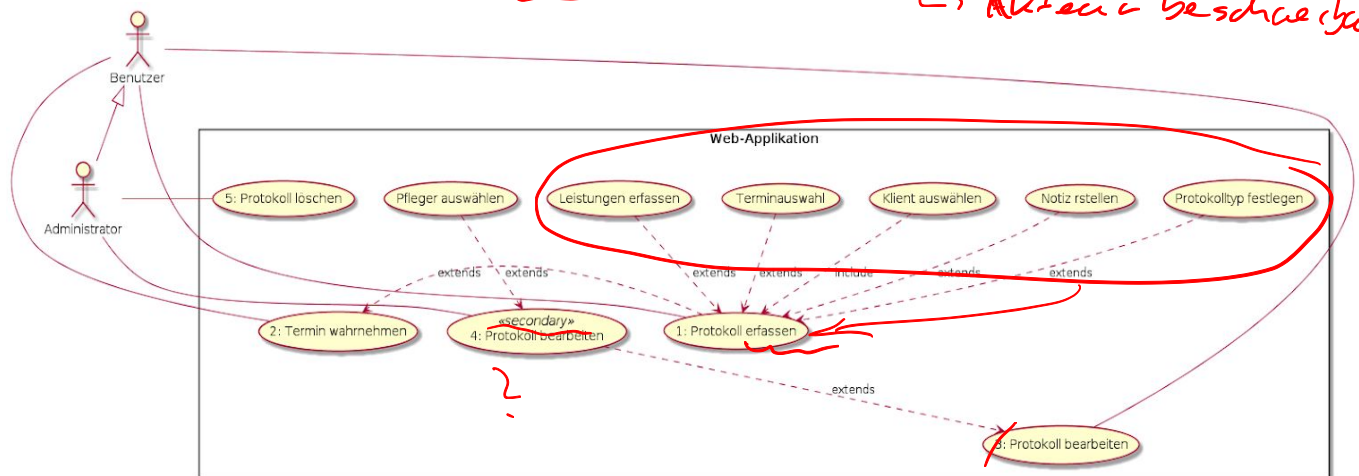 Benutzer
Web-Applikation
5: Protokoll löschen
Pfleger auswählen
Leistungen erfassen
Terminauswahl
Klient auswählen
Notiz rstellen
Protokolltyp festlegen
Administrator
extends
extends
extends
extends
include
extends
extends
2: Termin wahrnehmen
«secondary»
4: Protokoll bearbeiten
1: Protokoll erfassen
?
extends
3: Protokoll bearbeiten